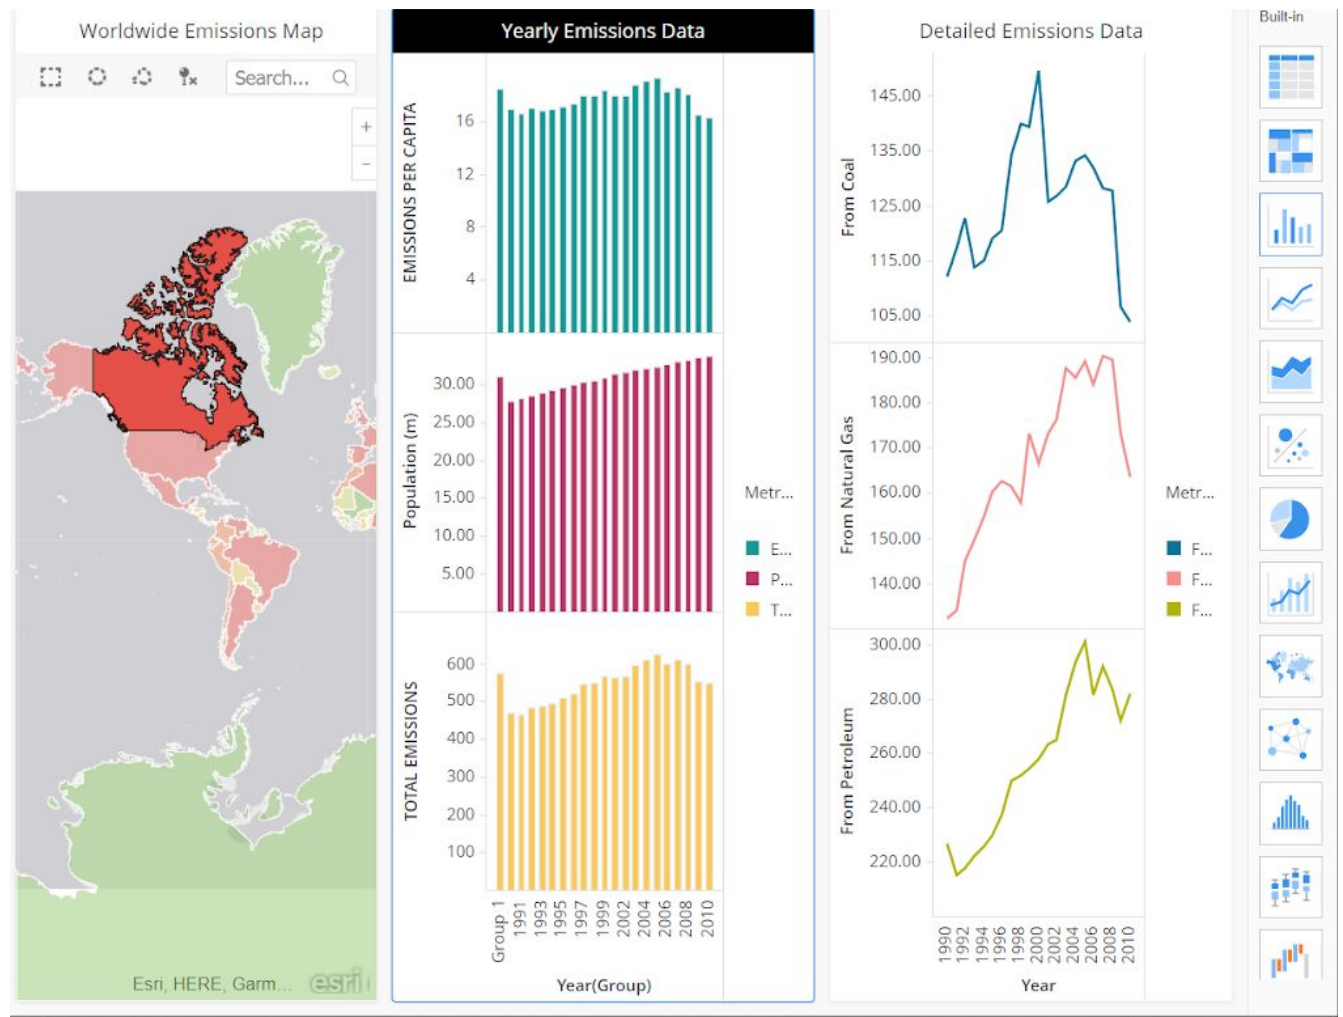 Worldwide Emissions Map
Search...
+
−
Esri, HERE, Garm...
esri
Yearly Emissions Data
EMISSIONS PER CAPITA
16
12
8
4
Population (m)
30.00
25.00
20.00
15.00
10.00
5.00
TOTAL EMISSIONS
600
500
400
300
200
100
Group 1
1991
1993
1995
1997
1999
2002
2004
2006
2008
2010
Year(Group)
Metr...
E...
P...
T...
Detailed Emissions Data
From Coal
145.00
135.00
125.00
115.00
105.00
From Natural Gas
190.00
180.00
170.00
160.00
150.00
140.00
From Petroleum
300.00
280.00
260.00
240.00
220.00
1990
1992
1994
1996
1998
2000
2002
2004
2006
2008
2010
Year
Metr...
F...
F...
F...
Built-in